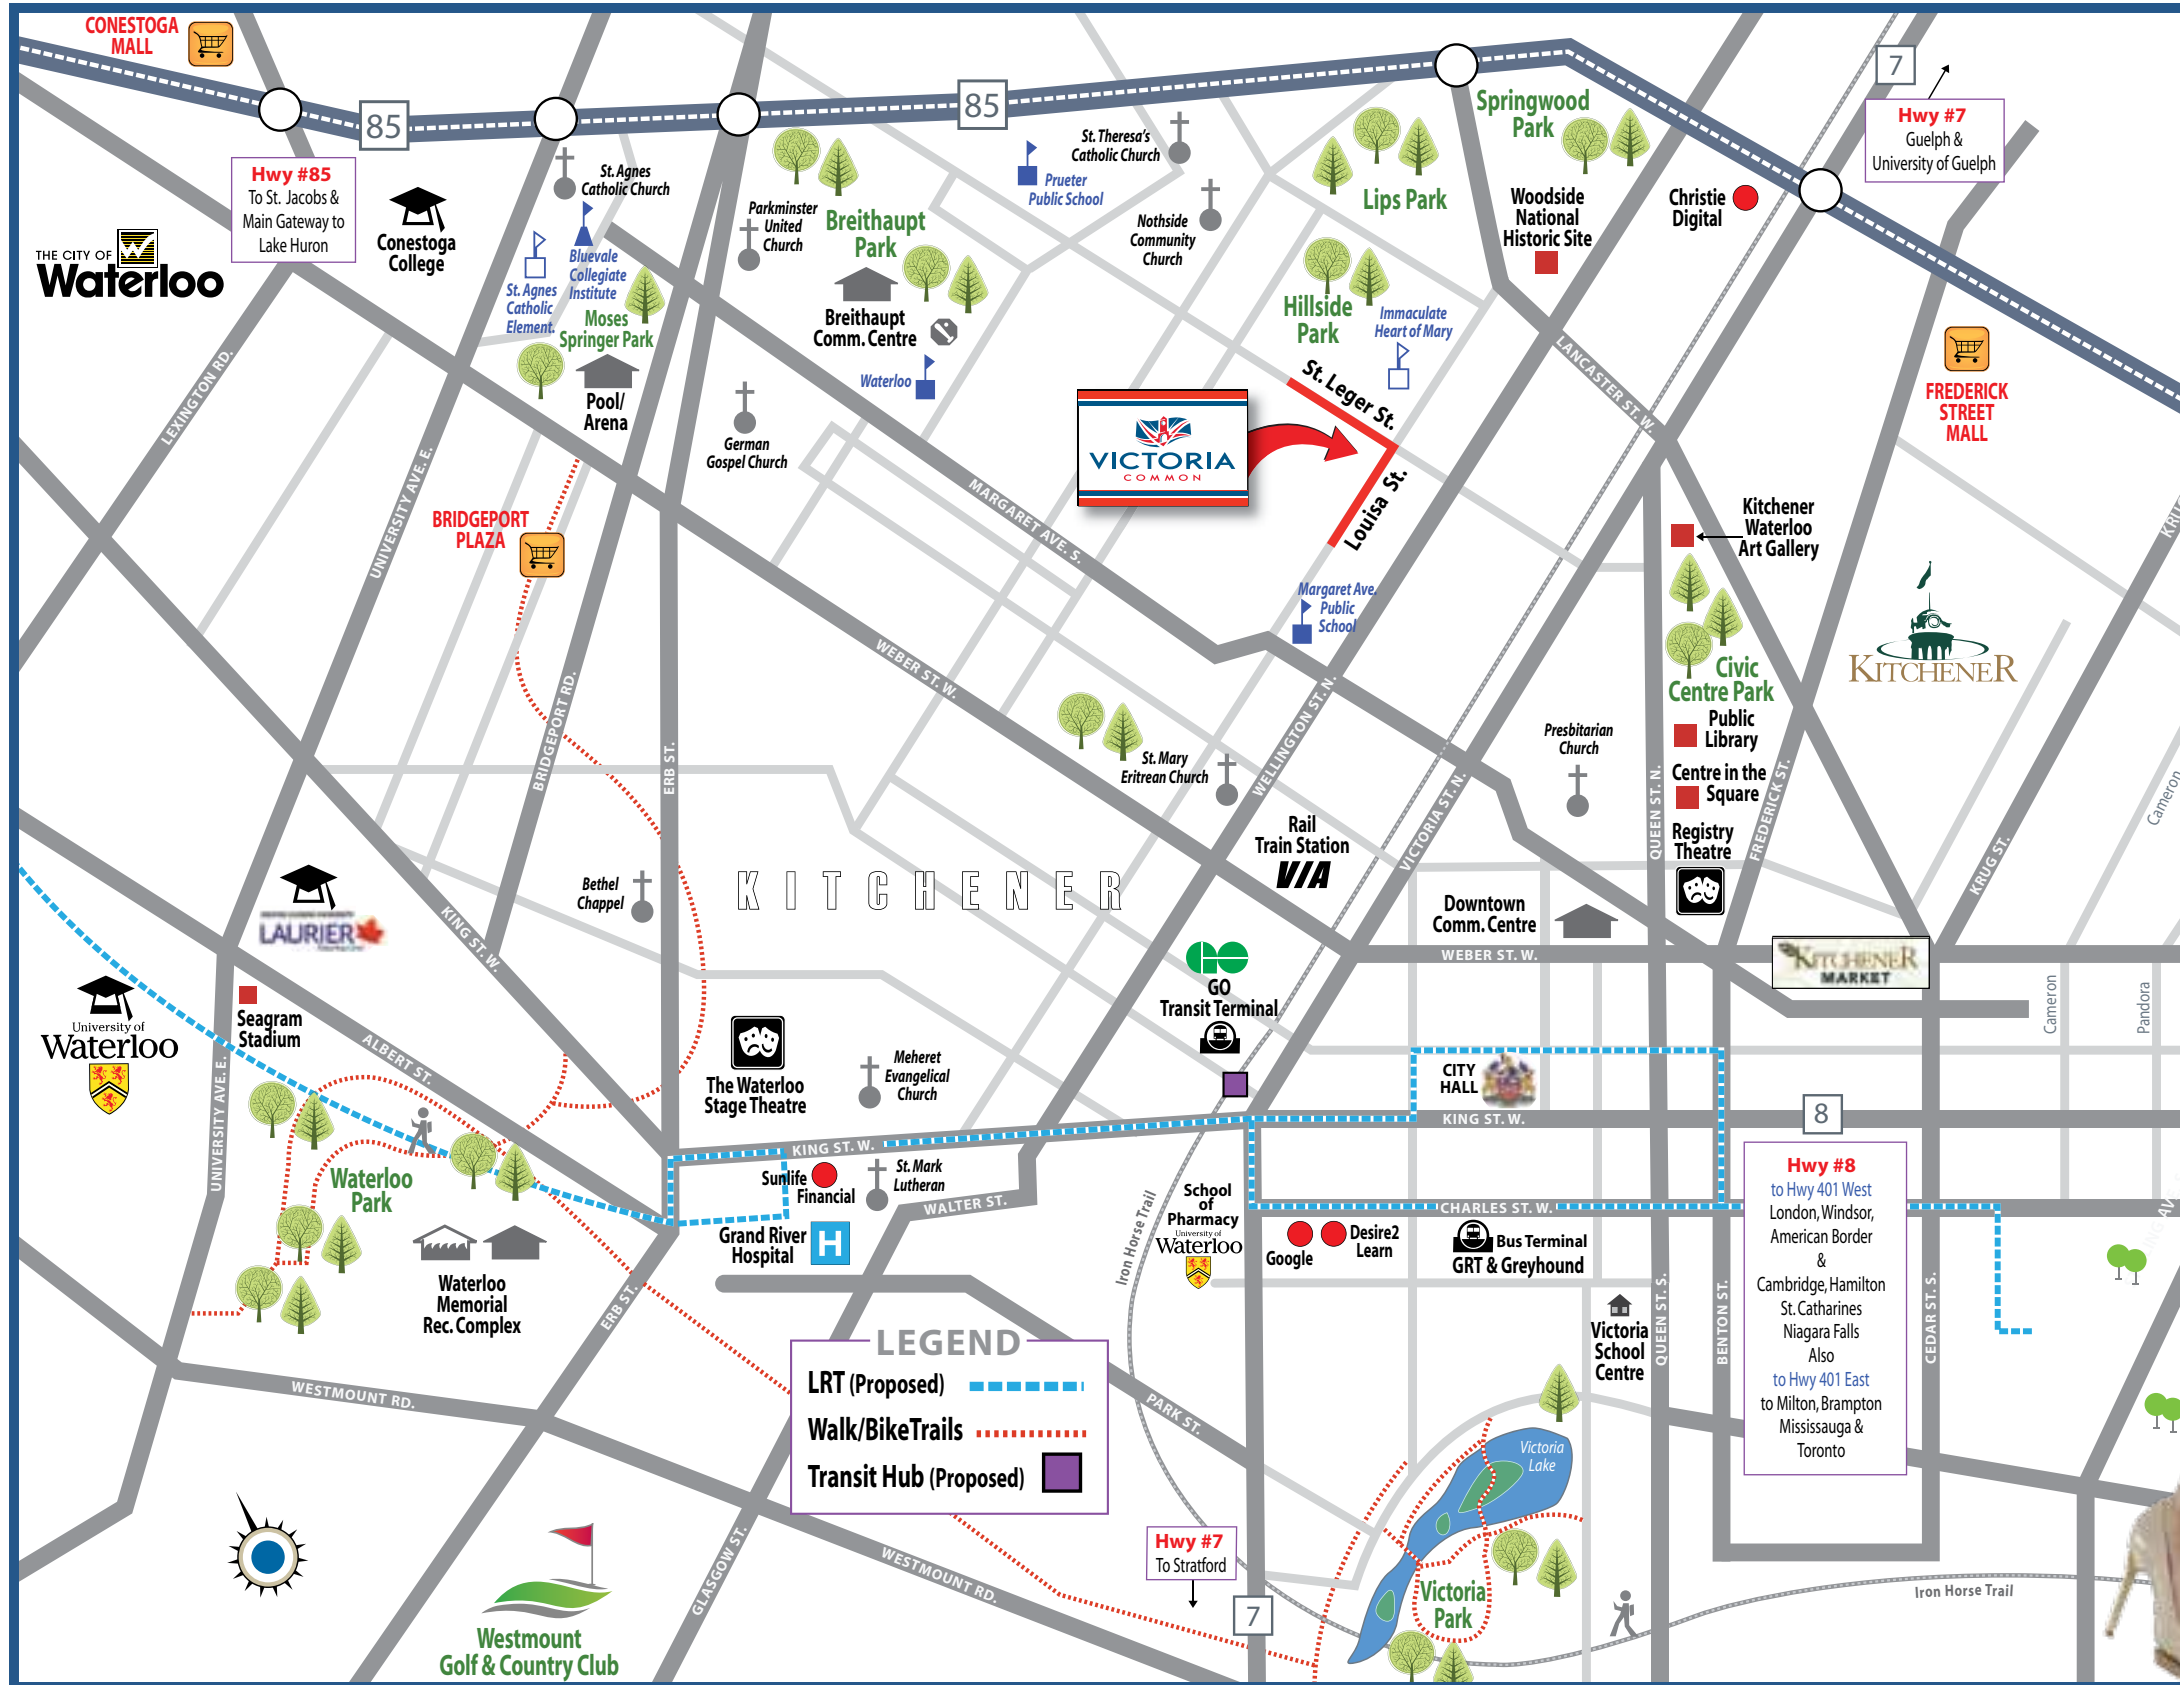 CONESTOGA
MALL
85
85
7
Hwy #7
Guelph &
University of Guelph
Hwy #85
To St. Jacobs &
Main Gateway to
Lake Huron
THE CITY OF
Waterloo
Conestoga
College
St. Agnes
Catholic Church
Bluevale
Collegiate
Institute
St. Agnes
Catholic
Element.
Moses
Springer Park
Pool/
Arena
Parkminster
United
Church
Breithaupt
Park
Breithaupt
Comm. Centre
Waterloo
German
Gospel Church
Prueter
Public School
St. Theresa's
Catholic Church
Nothside
Community
Church
Lips Park
Springwood
Park
Woodside
National
Historic Site
Christie
Digital
Hillside
Park
Immaculate
Heart of Mary
St. Leger St.
Louisa St.
VICTORIA
COMMON
LANCASTER ST. W.
FREDERICK
STREET
MALL
LEXINGTON RD.
UNIVERSITY AVE. E.
BRIDGEPORT
PLAZA
MARGARET AVE. S.
Margaret Ave.
Public
School
Kitchener
Waterloo
Art Gallery
Civic
Centre Park
KITCHENER
Public
Library
Centre in the
Square
Registry
Theatre
WEBER ST. W.
BRIDGEPORT RD.
ERB ST.
St. Mary
Eritrean Church
WELLINGTON ST. N.
VICTORIA ST. N.
Presbitarian
Church
QUEEN ST. N.
FREDERICK ST.
KRUG ST.
Cameron
Rail
Train Station
VIA
KITCHENER
Bethel
Chappel
KING ST. W.
LAURIER
Downtown
Comm. Centre
WEBER ST. W.
KITCHENER
MARKET
Cameron
Pandora
GO
Transit Terminal
University of
Waterloo
Seagram
Stadium
ALBERT ST.
UNIVERSITY AVE. E.
The Waterloo
Stage Theatre
Meheret
Evangelical
Church
CITY
HALL
KING ST. W.
8
KING ST. W.
Sunlife
Financial
St. Mark
Lutheran
WALTER ST.
Grand River
Hospital
H
Waterloo
Park
Waterloo
Memorial
Rec. Complex
ERB ST.
Iron Horse Trail
School
of
Pharmacy
University of
Waterloo
CHARLES ST. W.
Google
Desire2
Learn
Bus Terminal
GRT & Greyhound
Hwy #8
to Hwy 401 West
London, Windsor,
American Border
&
Cambridge, Hamilton
St. Catharines
Niagara Falls
Also
to Hwy 401 East
to Milton, Brampton
Mississauga &
Toronto
Victoria
School
Centre
QUEEN ST. S.
BENTON ST.
CEDAR ST. S.
WESTMOUNT RD.
LEGEND
LRT (Proposed)
Walk/BikeTrails
Transit Hub (Proposed)
PARK ST.
Victoria
Lake
Victoria
Park
Hwy #7
To Stratford
7
Iron Horse Trail
GLASGOW ST.
WESTMOUNT RD.
Westmount
Golf & Country Club